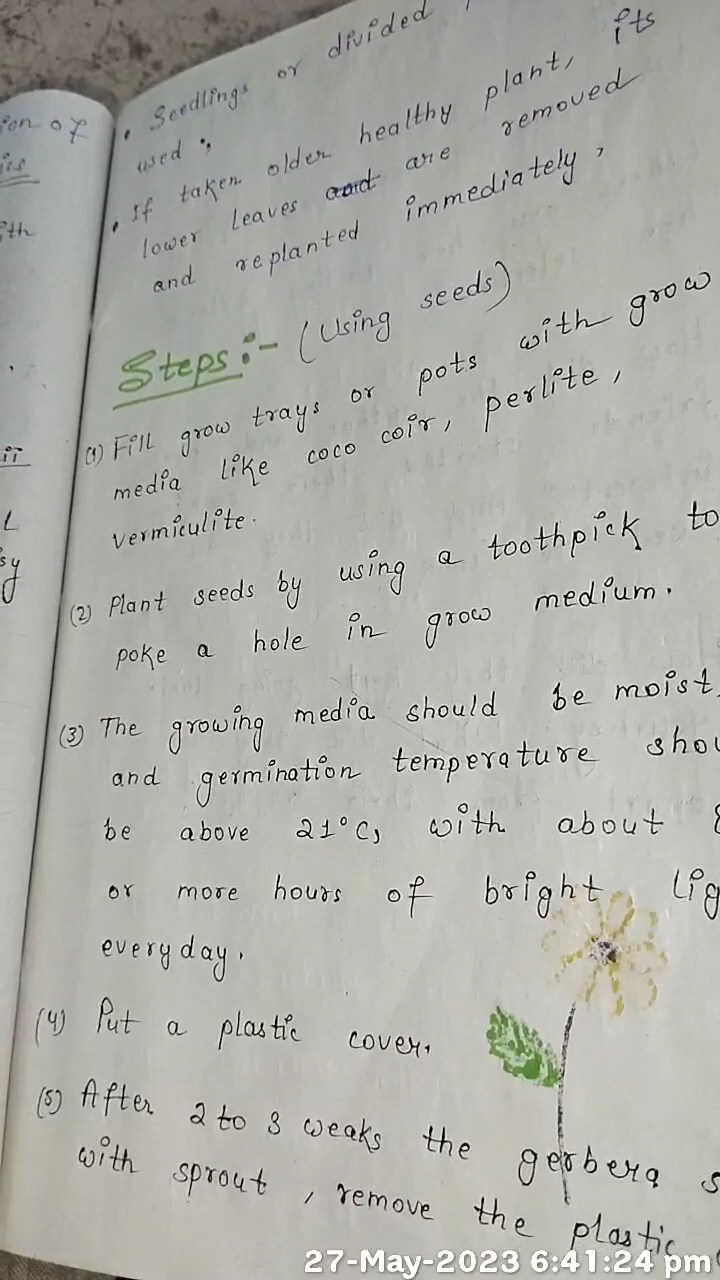 ion of
ith
• Seedlings or divided
used.
• If taken older healthy plant, its
lower leaves are removed
and replanted immediately,
Steps:- (Using seeds)
(1) Fill grow trays or pots with grow
media like coco coir, perlite,
vermiculite.
(2) Plant seeds by using a toothpick to
poke a hole in grow medium.
(3) The growing media should be moist
and germination temperature shou
be above 21°C, with about
or more hours of bright lig
everyday.
(4) Put a plastic cover.
(5) After 2 to 3 weaks the gerbera s
with sprout, remove the plastic
27-May-2023 6:41:24 pm